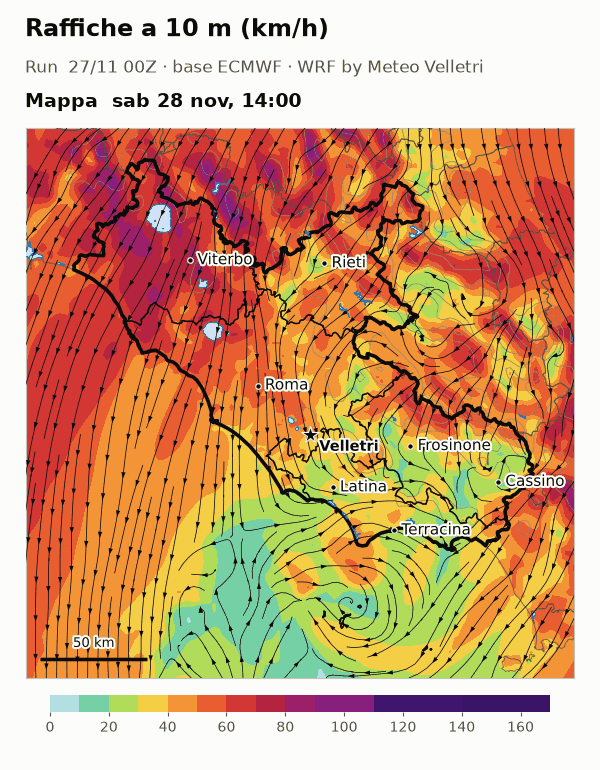 Raffiche a 10 m (km/h)
Run 27/11 00Z · base ECMWF · WRF by Meteo Velletri
Mappa sab 28 nov, 14:00
Viterbo
Rieti
Roma
Velletri
Frosinone
Latina
Cassino
Terracina
50 km
0 20 40 60 80 100 120 140 160